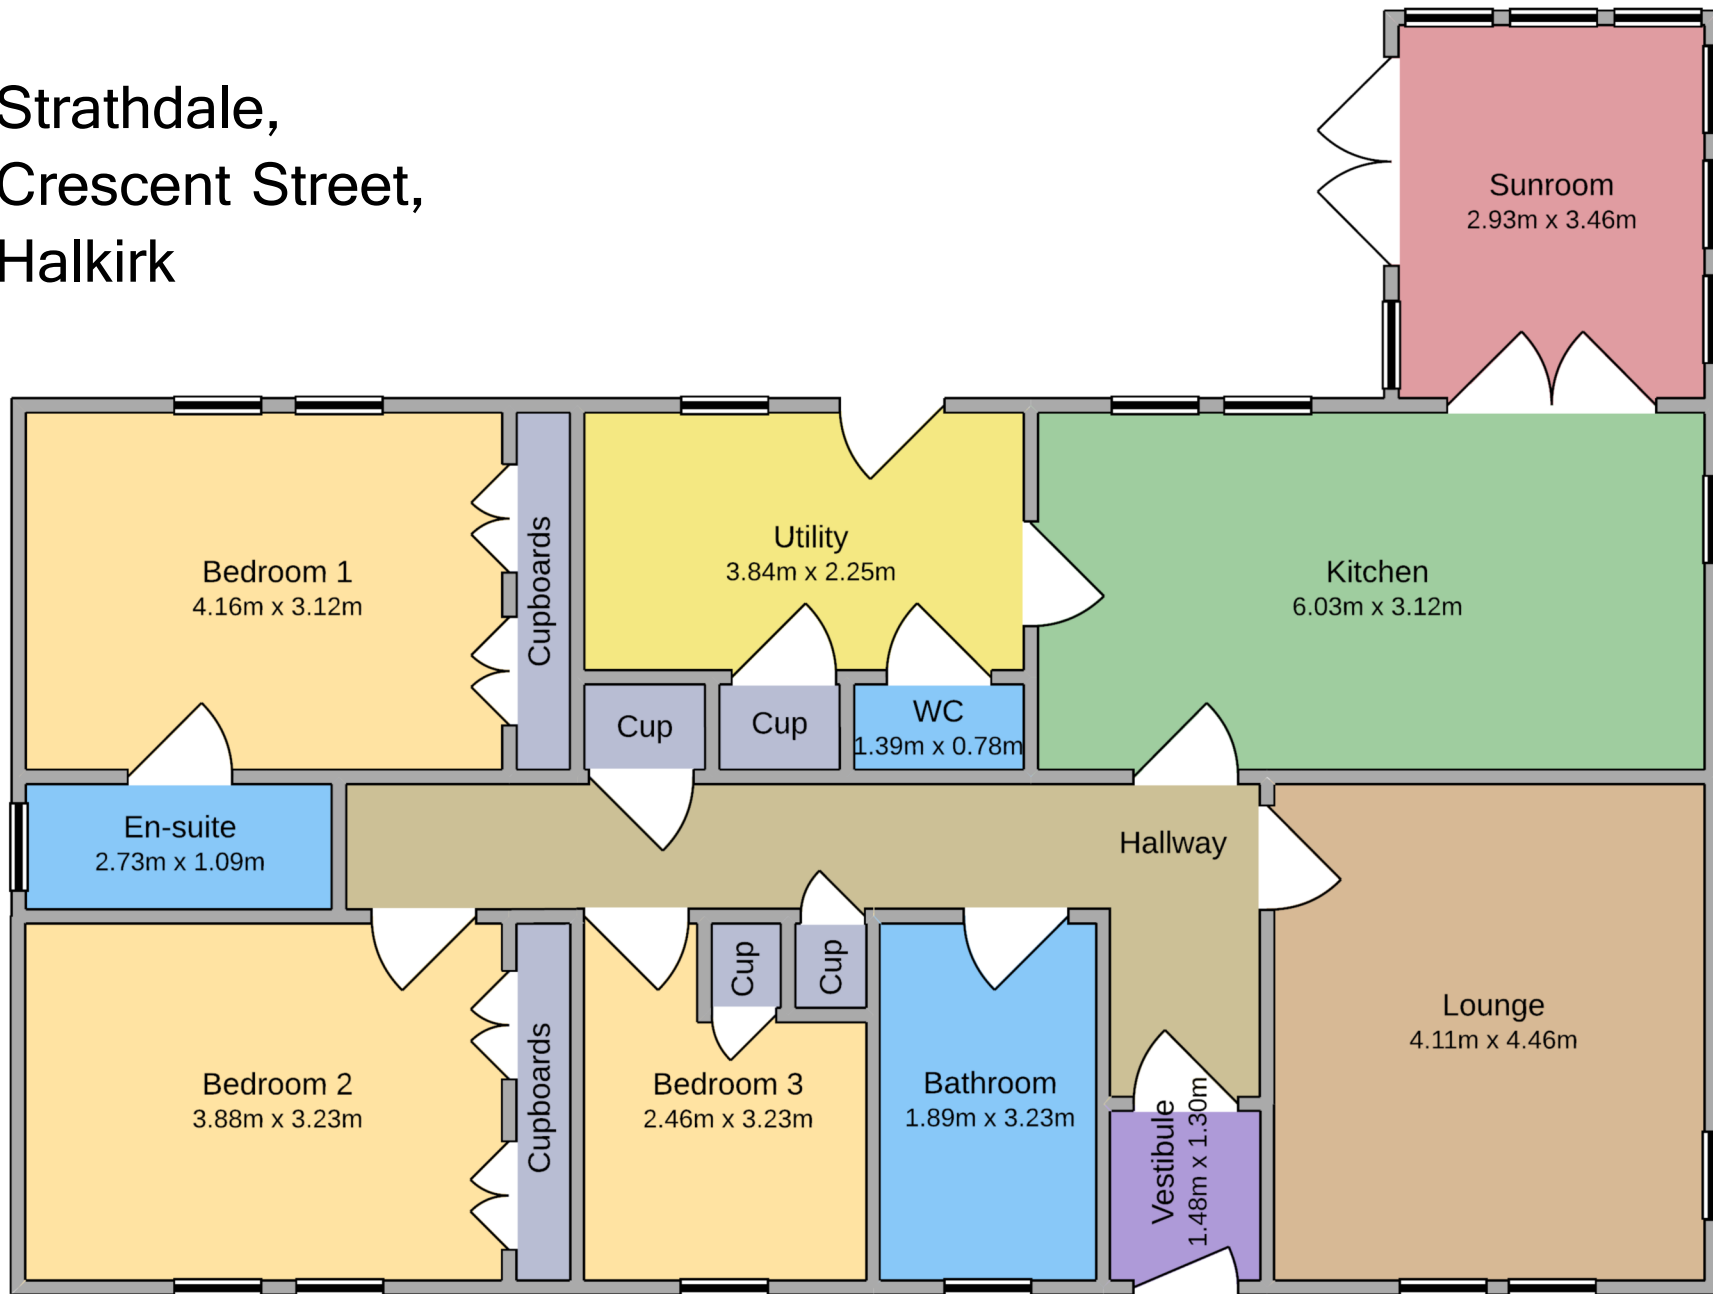 Strathdale,
Crescent Street,
Halkirk
Sunroom
2.93m x 3.46m
Bedroom 1
4.16m x 3.12m
Cupboards
Utility
3.84m x 2.25m
Kitchen
6.03m x 3.12m
Cup
Cup
WC
1.39m x 0.78m
En-suite
2.73m x 1.09m
Hallway
Bedroom 2
3.88m x 3.23m
Cupboards
Cup
Cup
Bedroom 3
2.46m x 3.23m
Bathroom
1.89m x 3.23m
Vestibule
1.48m x 1.30m
Lounge
4.11m x 4.46m